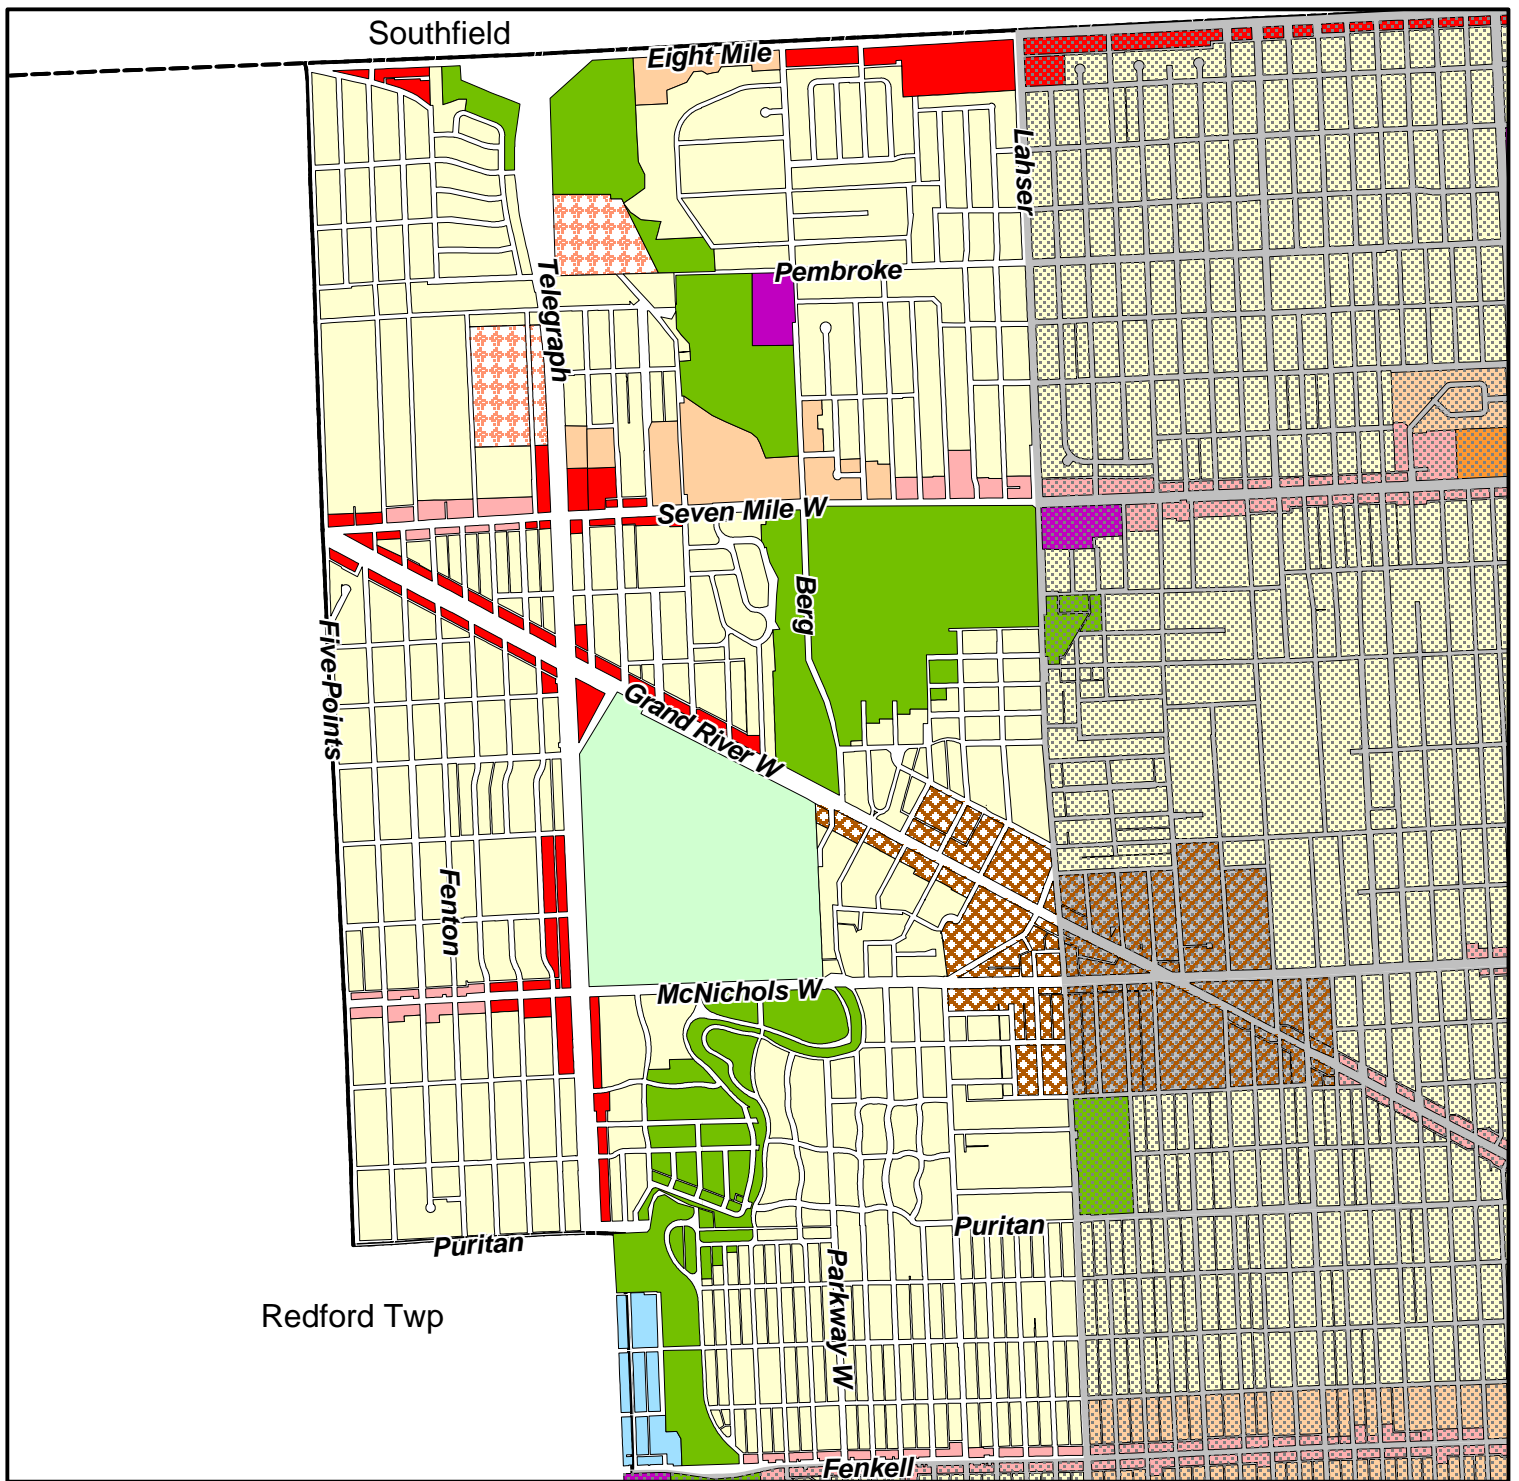 Southfield
Eight Mile
Lahser
Pembroke
Telegraph
Seven Mile W
Berg
Five-Points
Grand River W
Fenton
McNichols W
Puritan
Puritan
Parkway W
Redford Twp
Fenkell